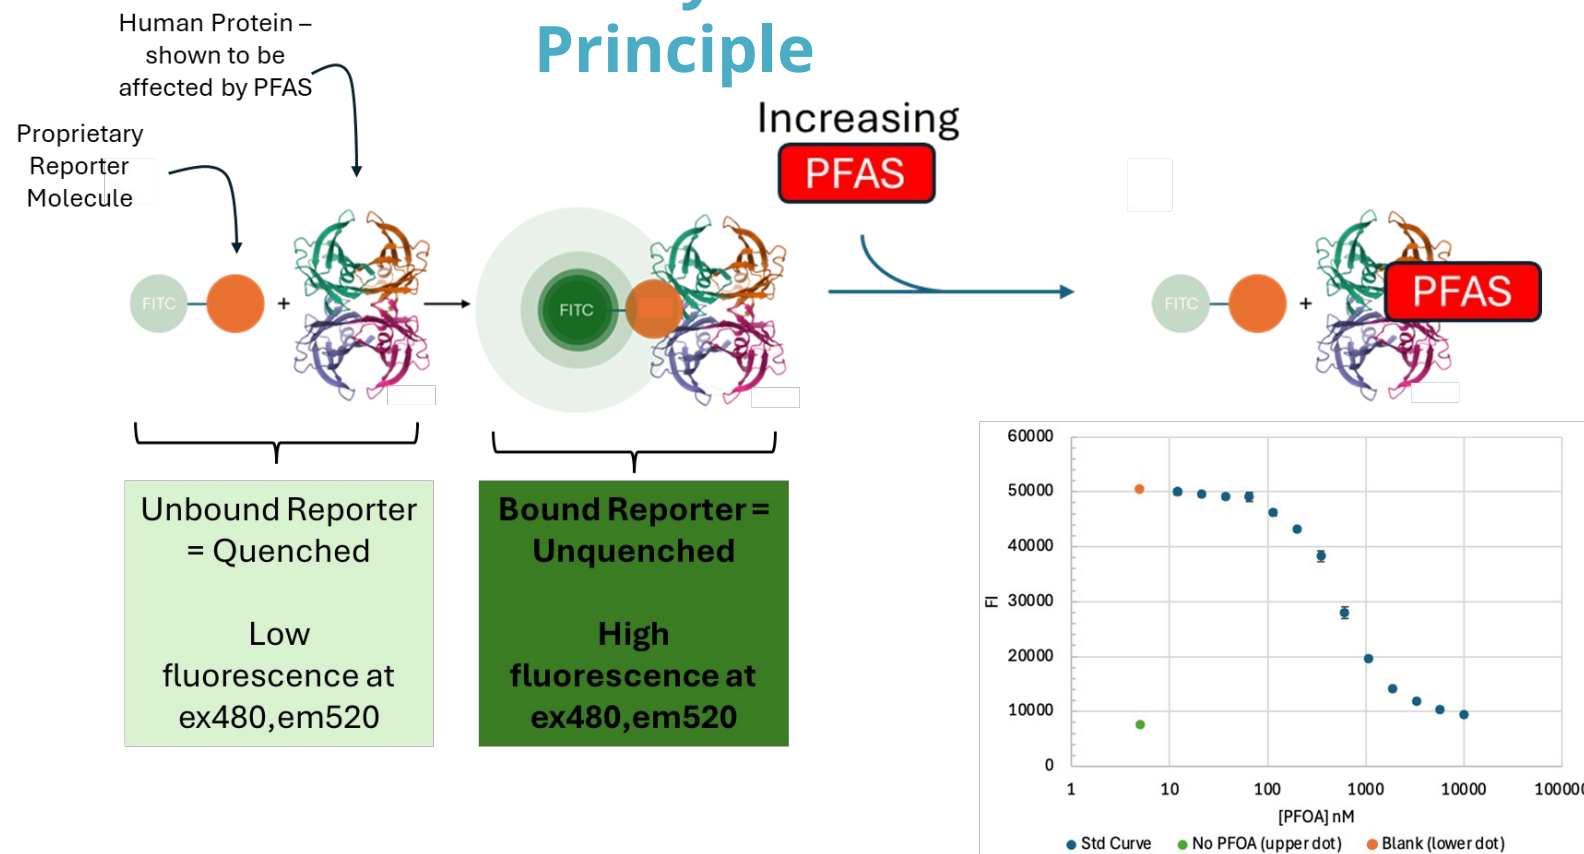 Principle
Human Protein –
shown to be
affected by PFAS
Proprietary
Reporter
Molecule
Increasing
PFAS
FITC
+
FITC
FITC
+
PFAS
Unbound Reporter
= Quenched
Low
fluorescence at
ex480,em520
Bound Reporter =
Unquenched
High
fluorescence at
ex480,em520
60000
50000
40000
30000
20000
10000
0
FI
1 10 100 1000 10000 100000
[PFOA] nM
Std Curve No PFOA (upper dot) Blank (lower dot)